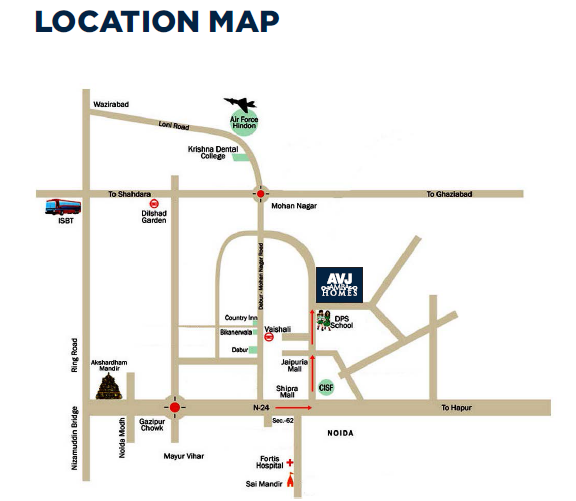 LOCATION MAP
Wazirabad
Loni Road
Air Force
Hindon
Krishna Dental
College
To Shahdara
To Ghaziabad
ISBT
Dilshad
Garden
Mohan Nagar
Dabur - Mohan Nagar Road
AVJ
HOMES
Country Inn
Bikanerwala
Vaishali
DPS
School
Dabur
Ring Road
Akshardham
Mandir
Jaipuria
Mall
Shipra
Mall
CISF
N-24
To Hapur
Nizamuddin Bridge
Noida Modh
Gazipur
Chowk
Sec.-62
NOIDA
Mayur Vihar
Fortis
Hospital
Sai Mandir